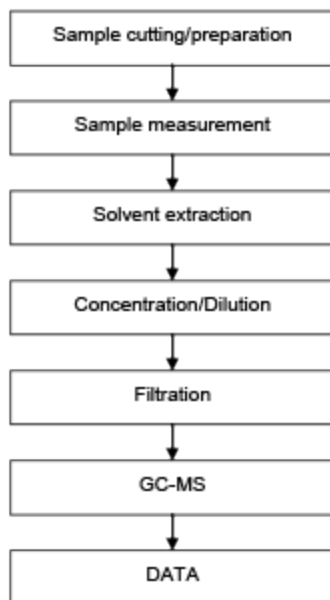 Sample cutting/preparation
Sample measurement
Solvent extraction
Concentration/Dilution
Filtration
GC-MS
DATA